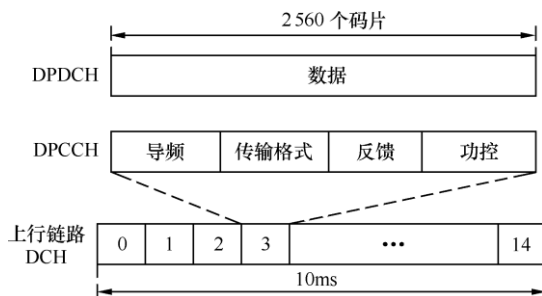 2 560 个码片
DPDCH 数据
DPCCH 导频 传输格式 反馈 功控
上行链路
DCH 0 1 2 3 ••• 14
10ms